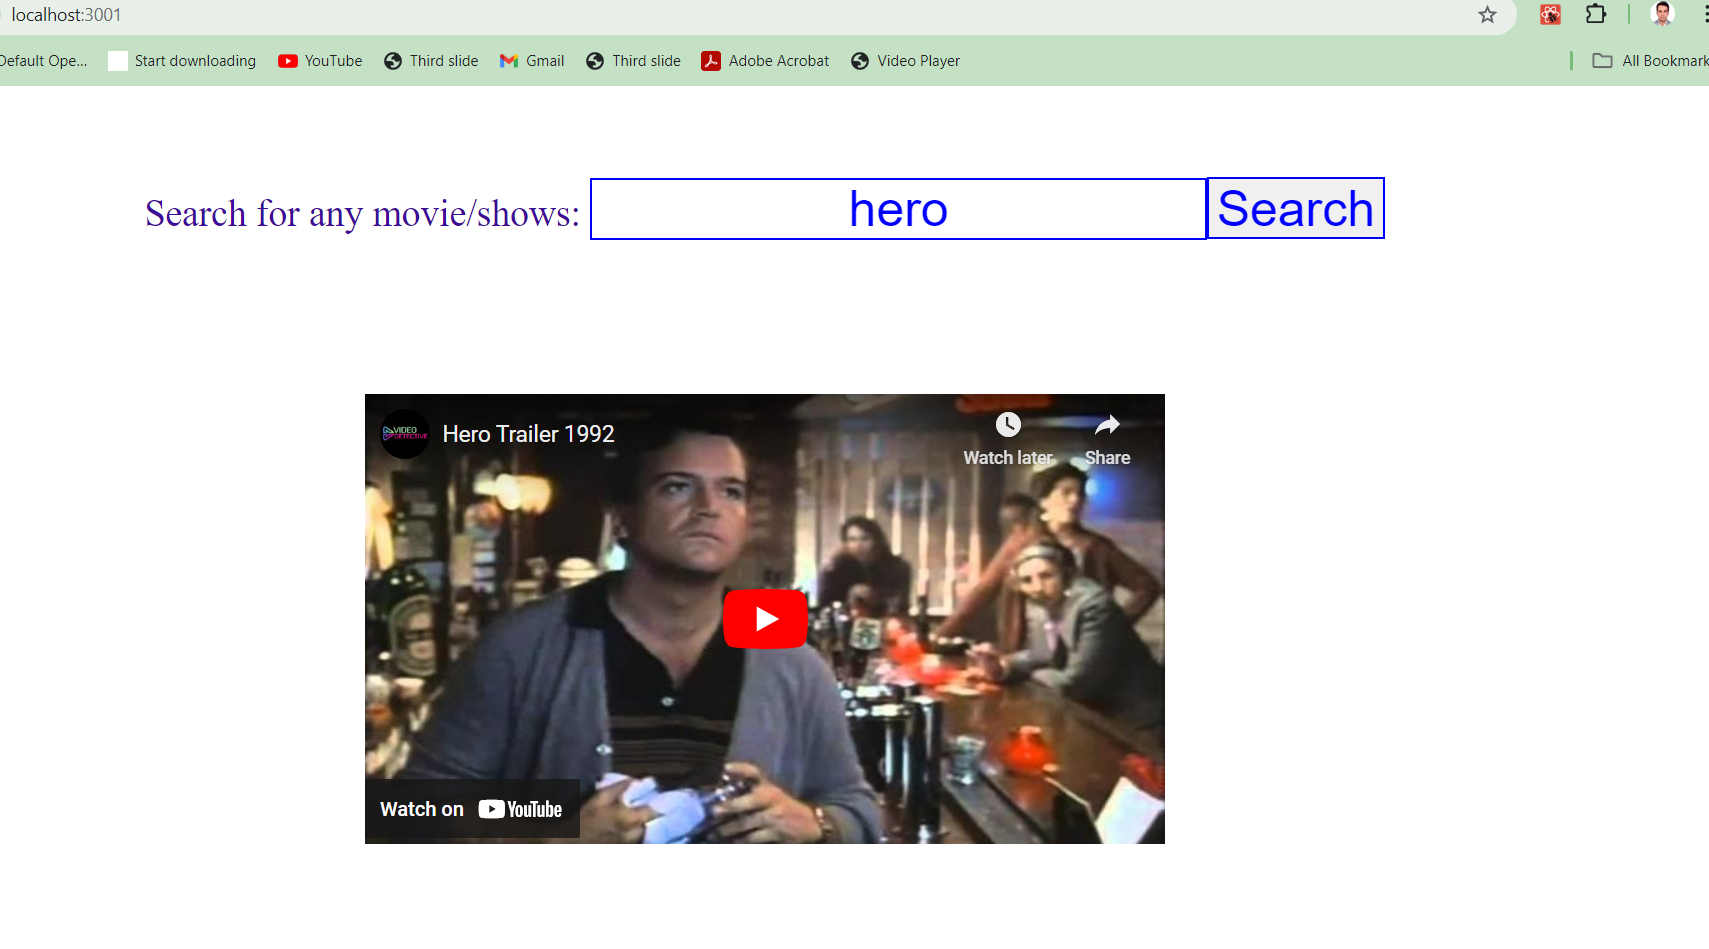 localhost:3001
Default Ope... Start downloading YouTube Third slide Gmail Third slide Adobe Acrobat Video Player All Bookmark
Search for any movie/shows: hero Search
VIDEO
DETECTIVE
Hero Trailer 1992
Watch later Share
Watch on YouTube